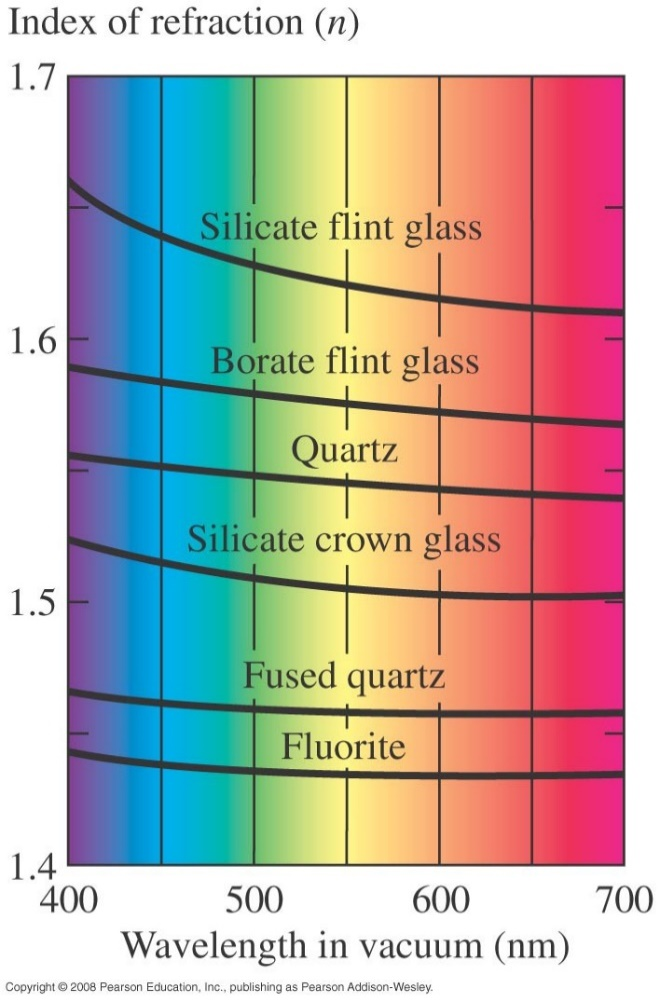 Index of refraction (n)
1.7
Silicate flint glass
1.6
Borate flint glass
Quartz
Silicate crown glass
1.5
Fused quartz
Fluorite
1.4
400 500 600 700
Wavelength in vacuum (nm)
Copyright © 2008 Pearson Education, Inc., publishing as Pearson Addison-Wesley.